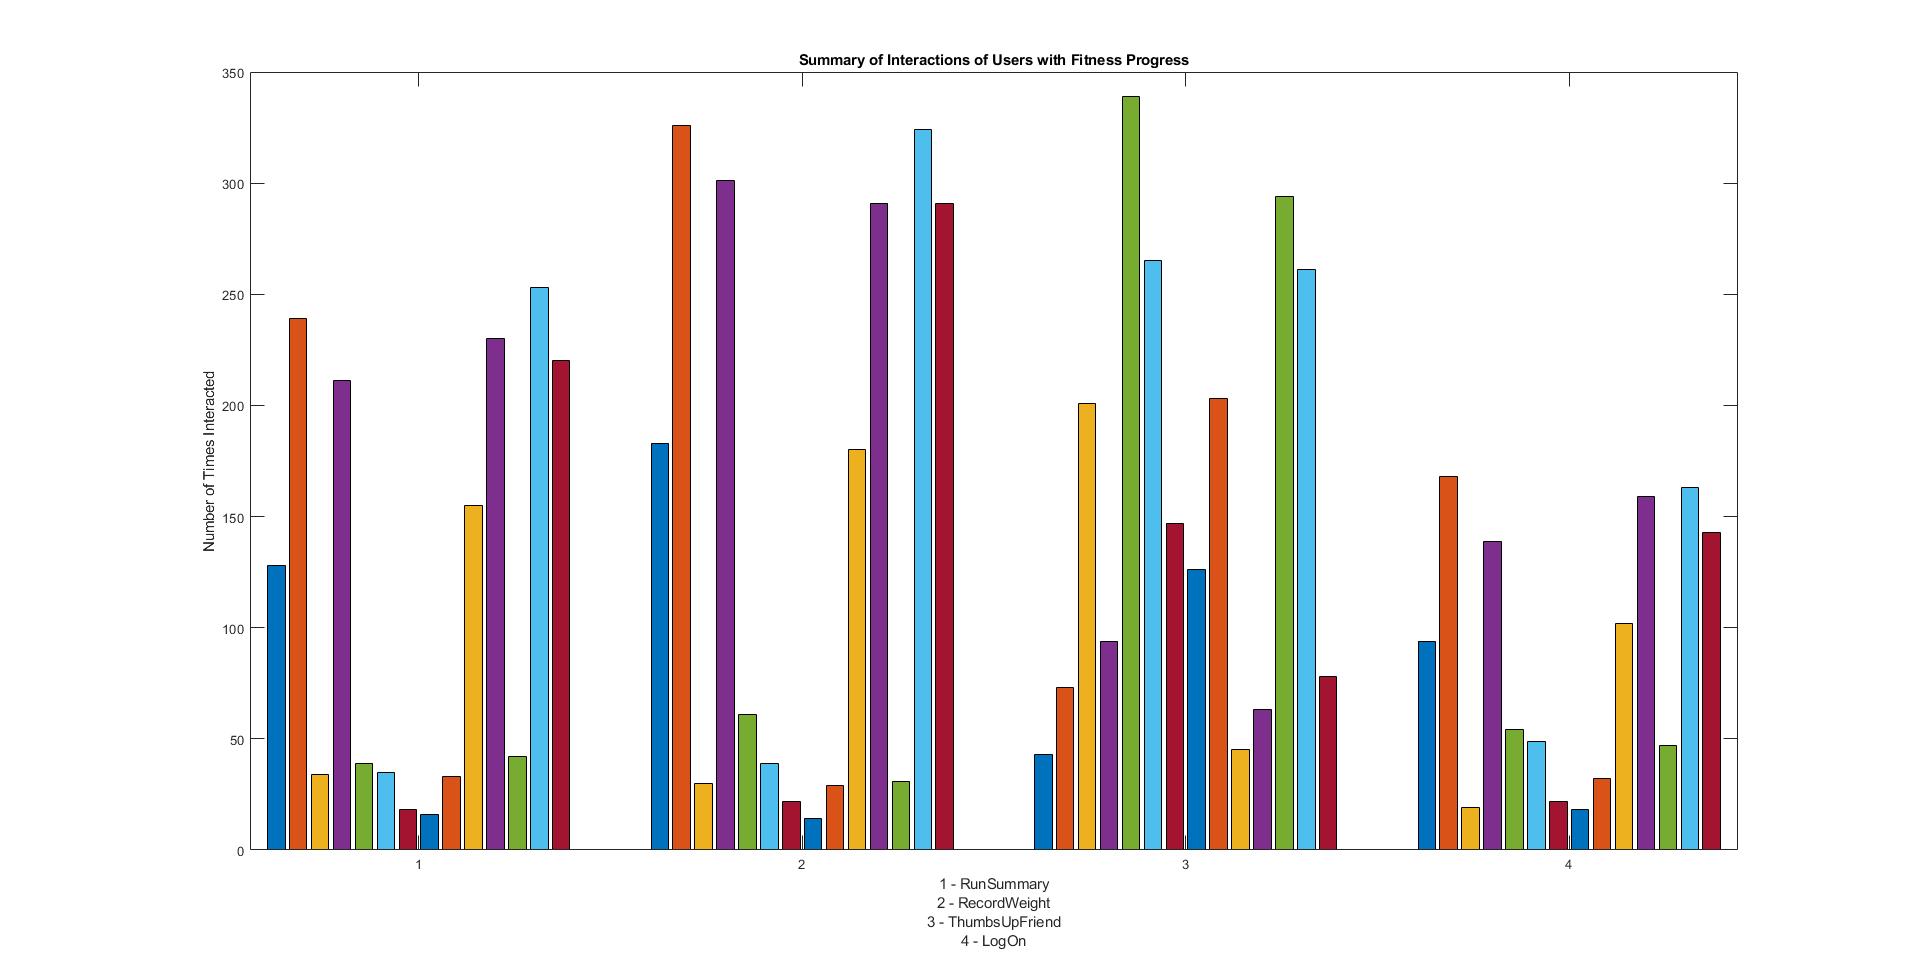 Summary of Interactions of Users with Fitness Progress
350
300
250
200
150
100
50
0
Number of Times Interacted
1 2 3 4
1 - RunSummary
2 - RecordWeight
3 - ThumbsUpFriend
4 - LogOn